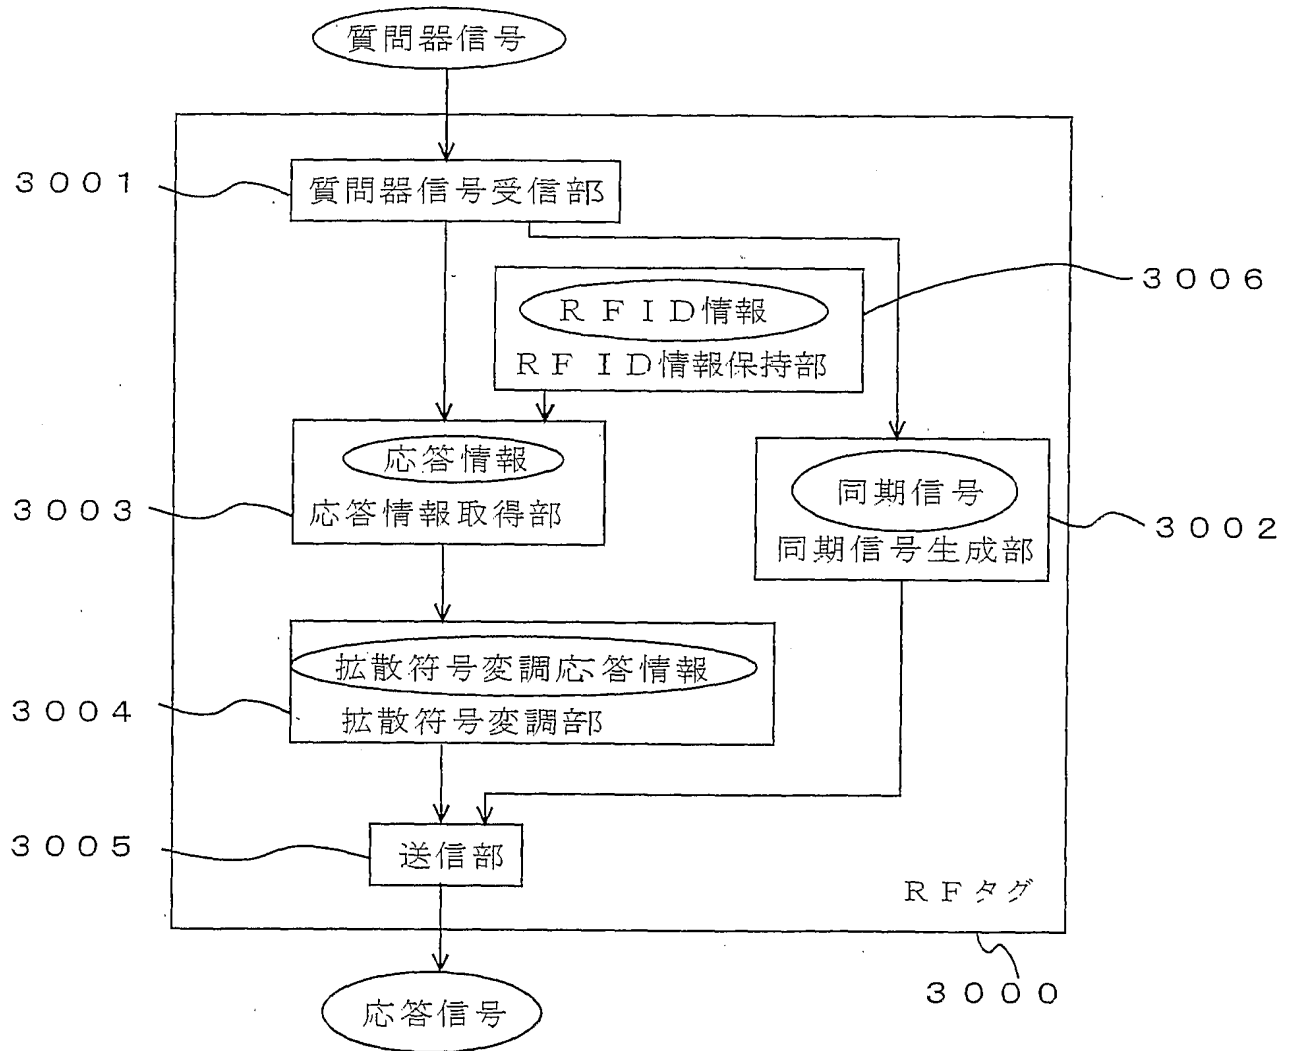 質問器信号
3001
質問器信号受信部
3006
RFID情報
RFID情報保持部
応答情報
3003
応答情報取得部
同期信号
3002
同期信号生成部
拡散符号変調応答情報
3004
拡散符号変調部
3005
送信部
RFタグ
3000
応答信号